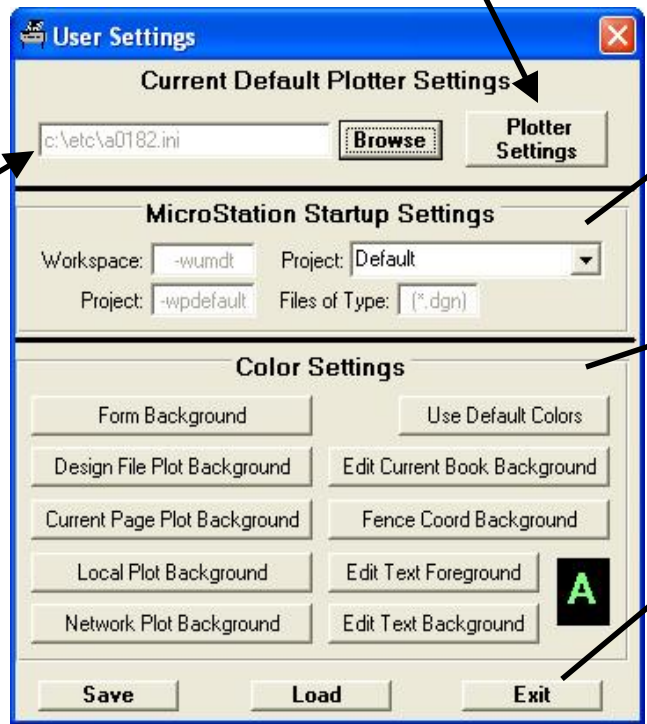 User Settings
Current Default Plotter Settings
c:\etc\a0182.ini Browse Plotter Settings
MicroStation Startup Settings
Workspace: -wumdt Project: Default
Project: -wpdefault Files of Type: (*.dgn)
Color Settings
Form Background Use Default Colors
Design File Plot Background Edit Current Book Background
Current Page Plot Background Fence Coord Background
Local Plot Background Edit Text Foreground
A
Network Plot Background Edit Text Background
Save Load Exit